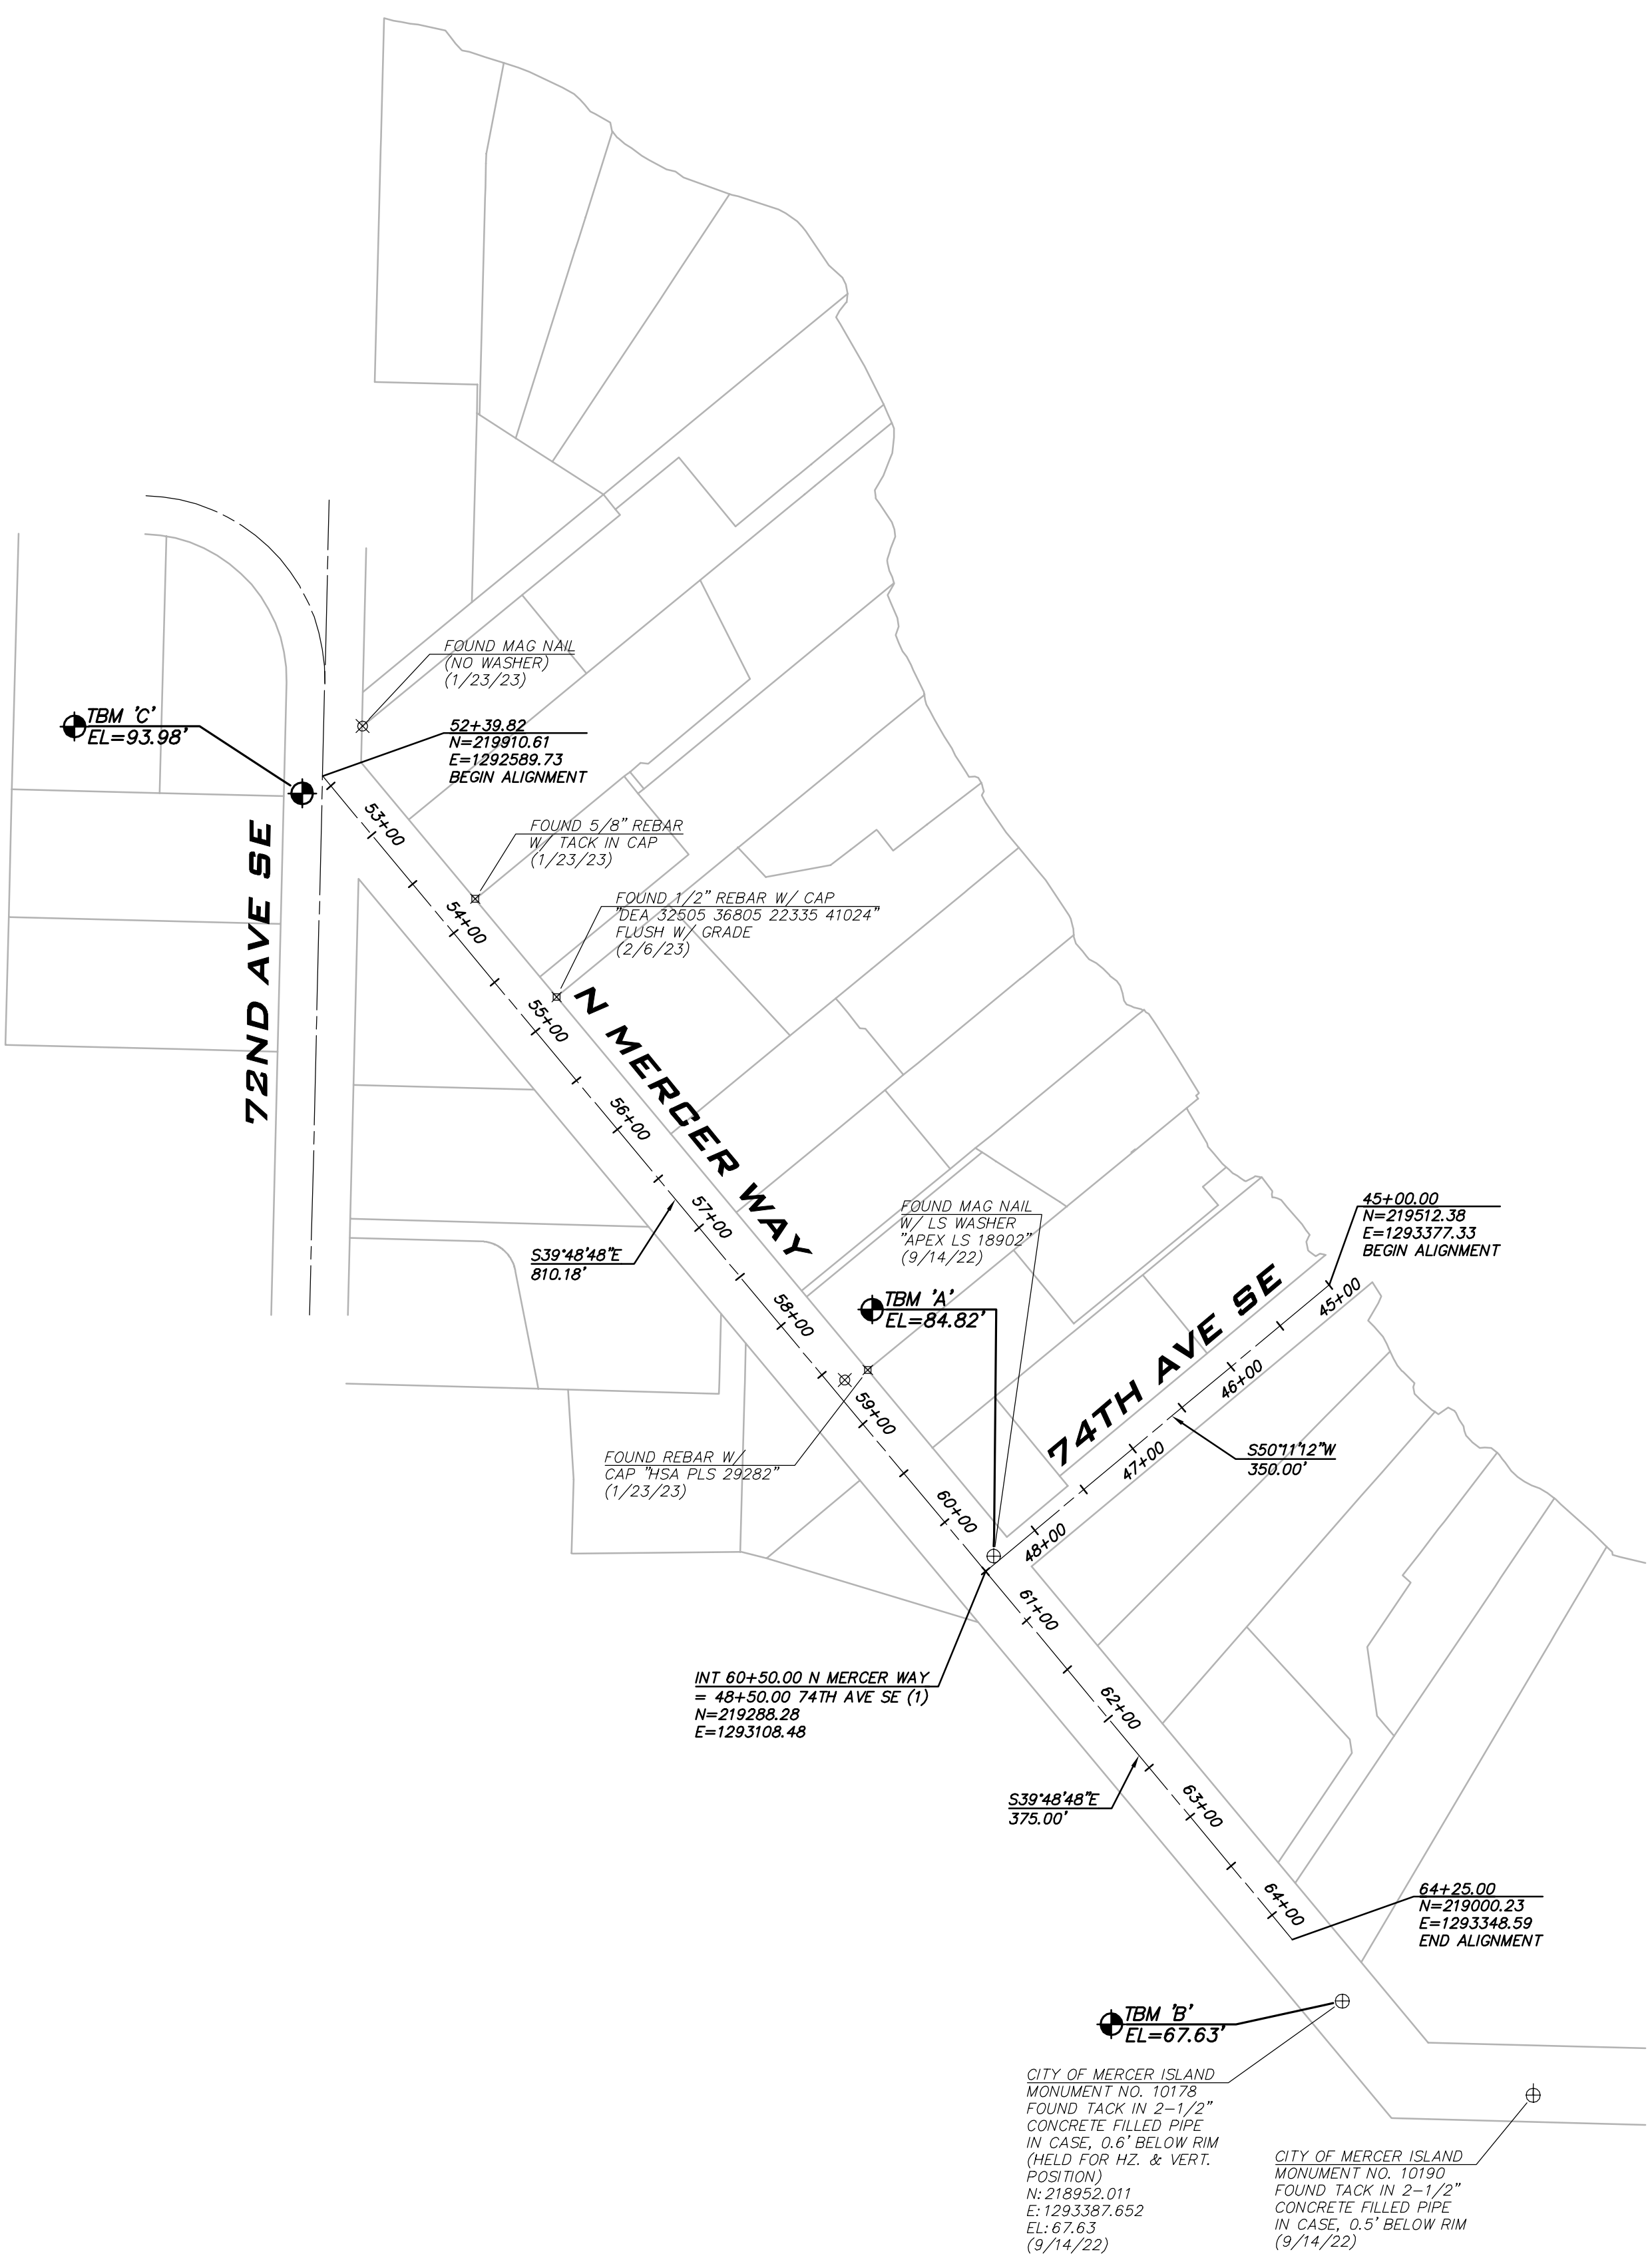 FOUND MAG NAIL
(NO WASHER)
(1/23/23)
TBM 'C'
EL=93.98'
52+39.82
N=219910.61
E=1292589.73
BEGIN ALIGNMENT
53+00
FOUND 5/8" REBAR
W/ TACK IN CAP
(1/23/23)
72ND AVE SE
54+00
FOUND 1/2" REBAR W/ CAP
"DEA 32505 36805 22335 41024"
FLUSH W/ GRADE
(2/6/23)
55+00
N MERCER WAY
56+00
57+00
S39°48'48"E
810.18'
FOUND MAG NAIL
W/ LS WASHER
"APEX LS 18902"
(9/14/22)
45+00.00
N=219512.38
E=1293377.33
BEGIN ALIGNMENT
TBM 'A'
EL=84.82'
58+00
45+00
74TH AVE SE
46+00
59+00
47+00
S50°11'12"W
350.00'
FOUND REBAR W/
CAP "HSA PLS 29282"
(1/23/23)
60+00
48+00
61+00
INT 60+50.00 N MERCER WAY
= 48+50.00 74TH AVE SE (1)
N=219288.28
E=1293108.48
62+00
S39°48'48"E
375.00'
63+00
64+00
64+25.00
N=219000.23
E=1293348.59
END ALIGNMENT
TBM 'B'
EL=67.63'
CITY OF MERCER ISLAND
MONUMENT NO. 10178
FOUND TACK IN 2-1/2"
CONCRETE FILLED PIPE
IN CASE, 0.6' BELOW RIM
(HELD FOR HZ. & VERT.
POSITION)
N: 218952.011
E: 1293387.652
EL: 67.63
(9/14/22)
CITY OF MERCER ISLAND
MONUMENT NO. 10190
FOUND TACK IN 2-1/2"
CONCRETE FILLED PIPE
IN CASE, 0.5' BELOW RIM
(9/14/22)